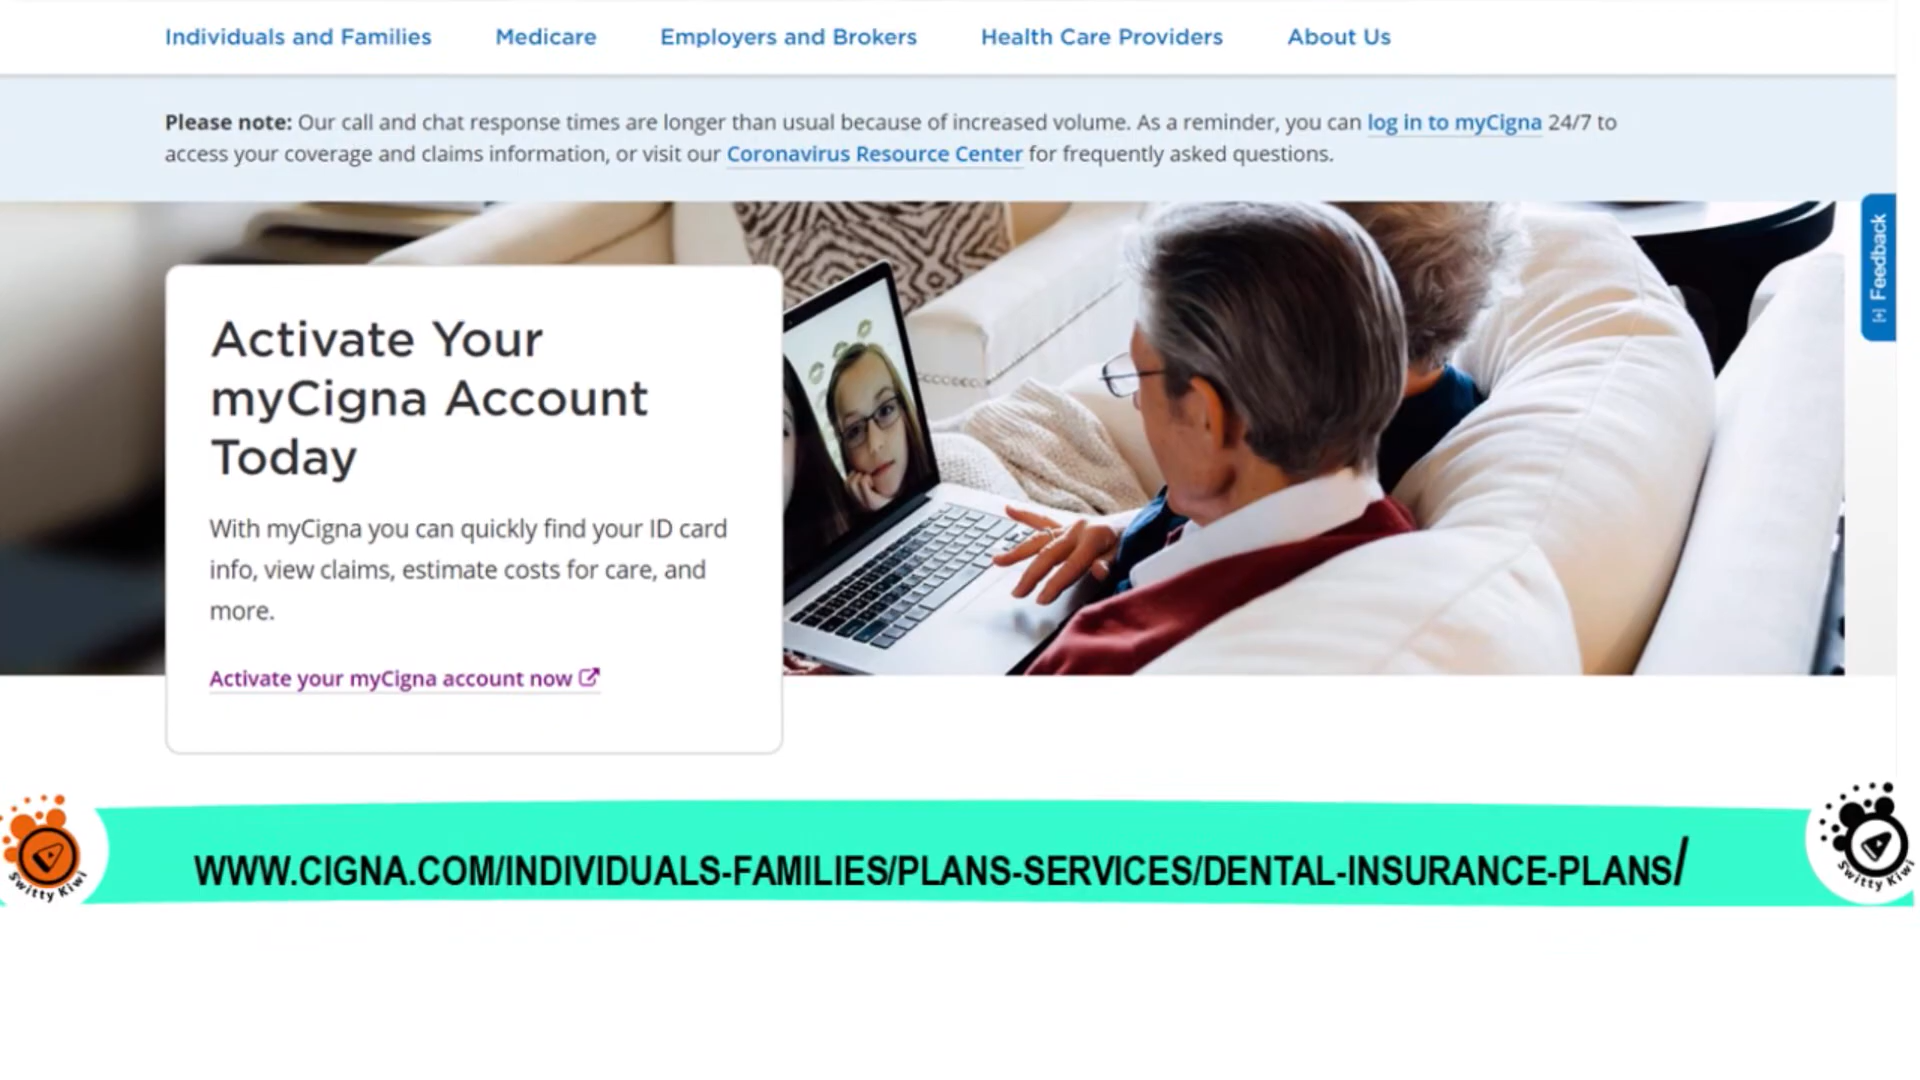 Individuals and Families Medicare Employers and Brokers Health Care Providers About Us
Please note: Our call and chat response times are longer than usual because of increased volume. As a reminder, you can log in to myCigna 24/7 to
access your coverage and claims information, or visit our Coronavirus Resource Center for frequently asked questions.
[+] Feedback
Activate Your
myCigna Account
Today
With myCigna you can quickly find your ID card
info, view claims, estimate costs for care, and
more.
Activate your myCigna account now
WWW.CIGNA.COM/INDIVIDUALS-FAMILIES/PLANS-SERVICES/DENTAL-INSURANCE-PLANS/
Switty Kiwi
Switty Kiwi